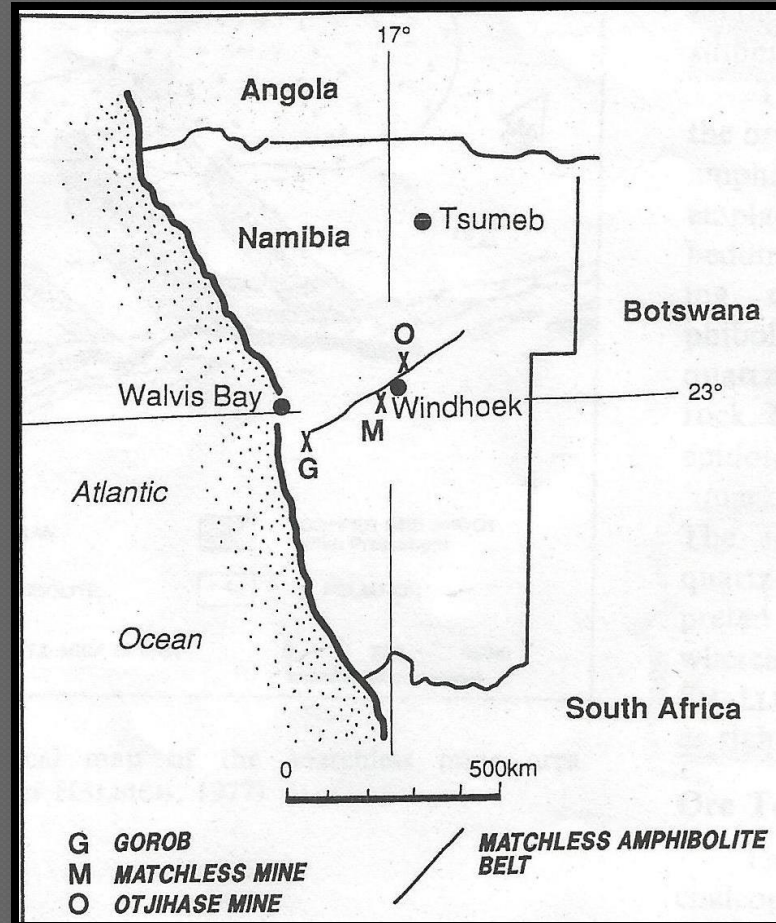 17°
Angola
Tsumeb
Namibia
Botswana
O
Walvis Bay
Windhoek
23°
M
G
Atlantic
Ocean
South Africa
0 500km
G GOROB
M MATCHLESS MINE
O OTJIHASE MINE
MATCHLESS AMPHIBOLITE
BELT